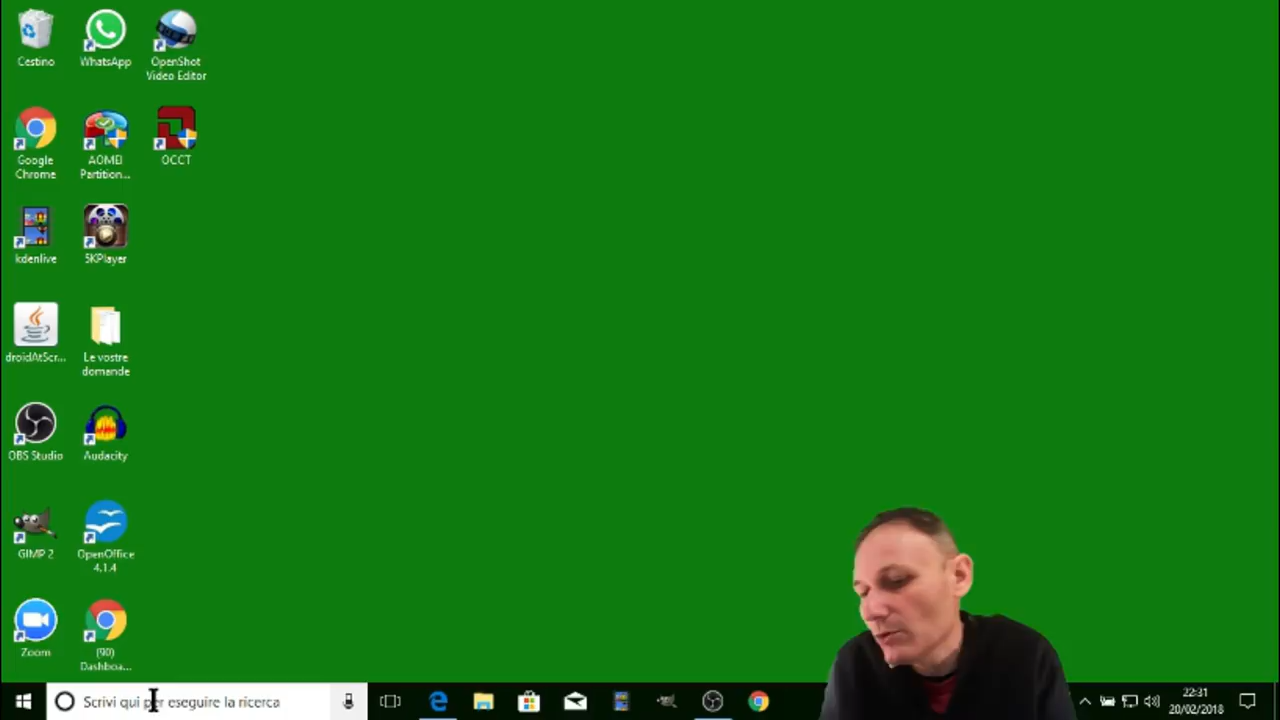 Cestino
WhatsApp
OpenShot
Video Editor
Google
Chrome
AOMEI
Partition...
OCCT
kdenlive
5KPlayer
droidAtScr...
Le vostre
domande
OBS Studio
Audacity
GIMP 2
OpenOffice
4.1.4
Zoom
(90)
Dashboa...
Scrivi qui per eseguire la ricerca
22:31
20/02/2018